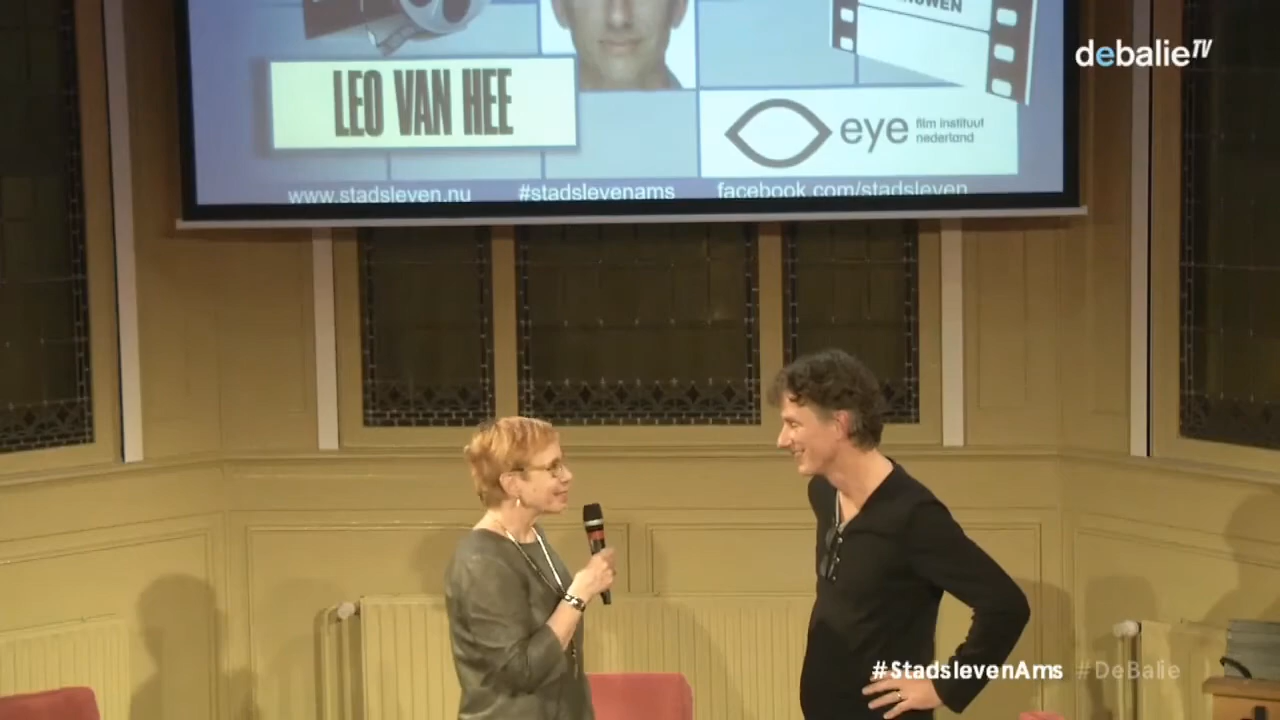 debalieTV
LEO VAN HEE
eye film instituut
nederland
www.stadsleven.nu #stadslevenams facebook.com/stadsleven
#StadslevenAms #DeBalie